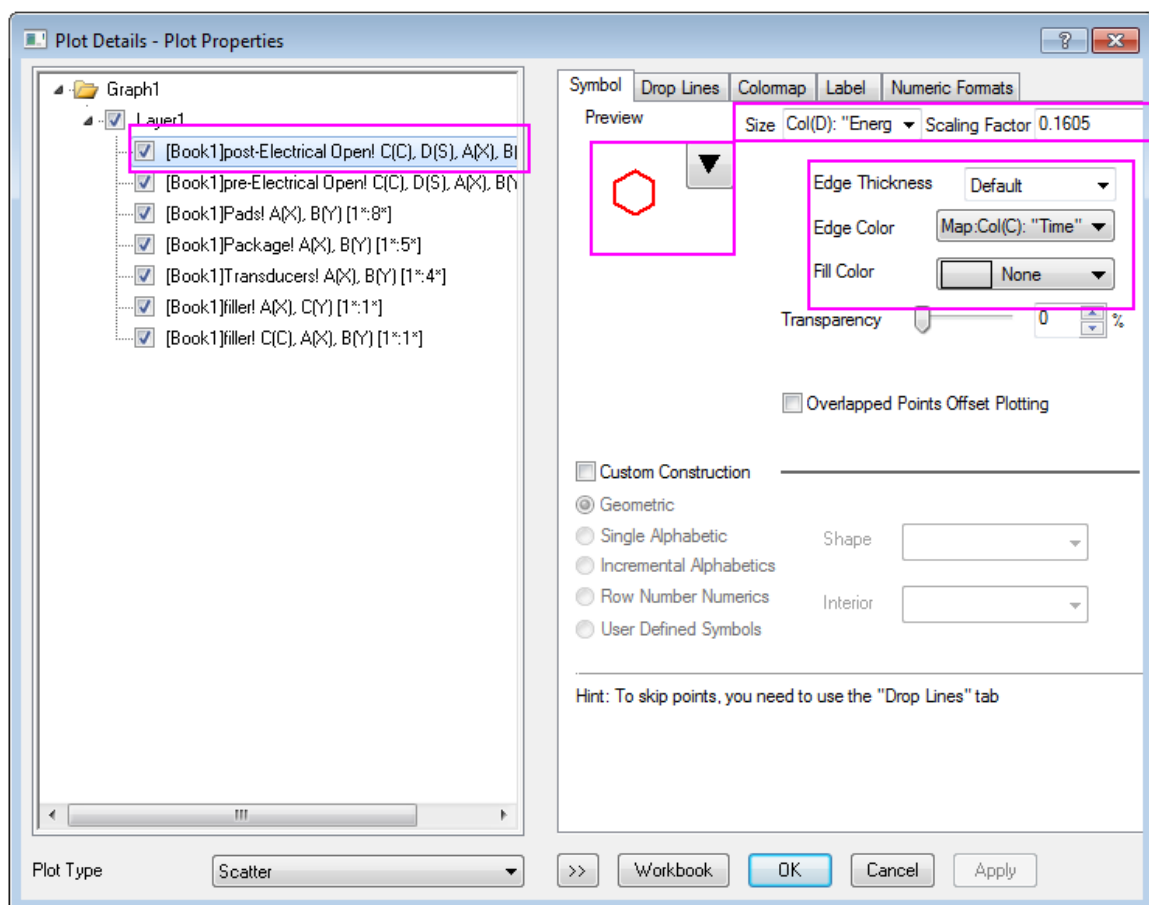 Plot Details - Plot Properties
Graph1
Layer1
[Book1]post-Electrical Open! C(C), D(S), A(X), B(
[Book1]pre-Electrical Open! C(C), D(S), A(X), B(Y
[Book1]Pads! A(X), B(Y) [1*:8*]
[Book1]Package! A(X), B(Y) [1*:5*]
[Book1]Transducers! A(X), B(Y) [1*:4*]
[Book1]filler! A(X), C(Y) [1*:1*]
[Book1]filler! C(C), A(X), B(Y) [1*:1*]
Plot Type Scatter
Symbol Drop Lines Colormap Label Numeric Formats
Preview
Size Col(D): "Energ Scaling Factor 0.1605
Edge Thickness Default
Edge Color Map:Col(C): "Time"
Fill Color None
Transparency 0 %
Overlapped Points Offset Plotting
Custom Construction
Geometric
Single Alphabetic
Incremental Alphabetics
Row Number Numerics
User Defined Symbols
Shape
Interior
Hint: To skip points, you need to use the "Drop Lines" tab
>> Workbook OK Cancel Apply